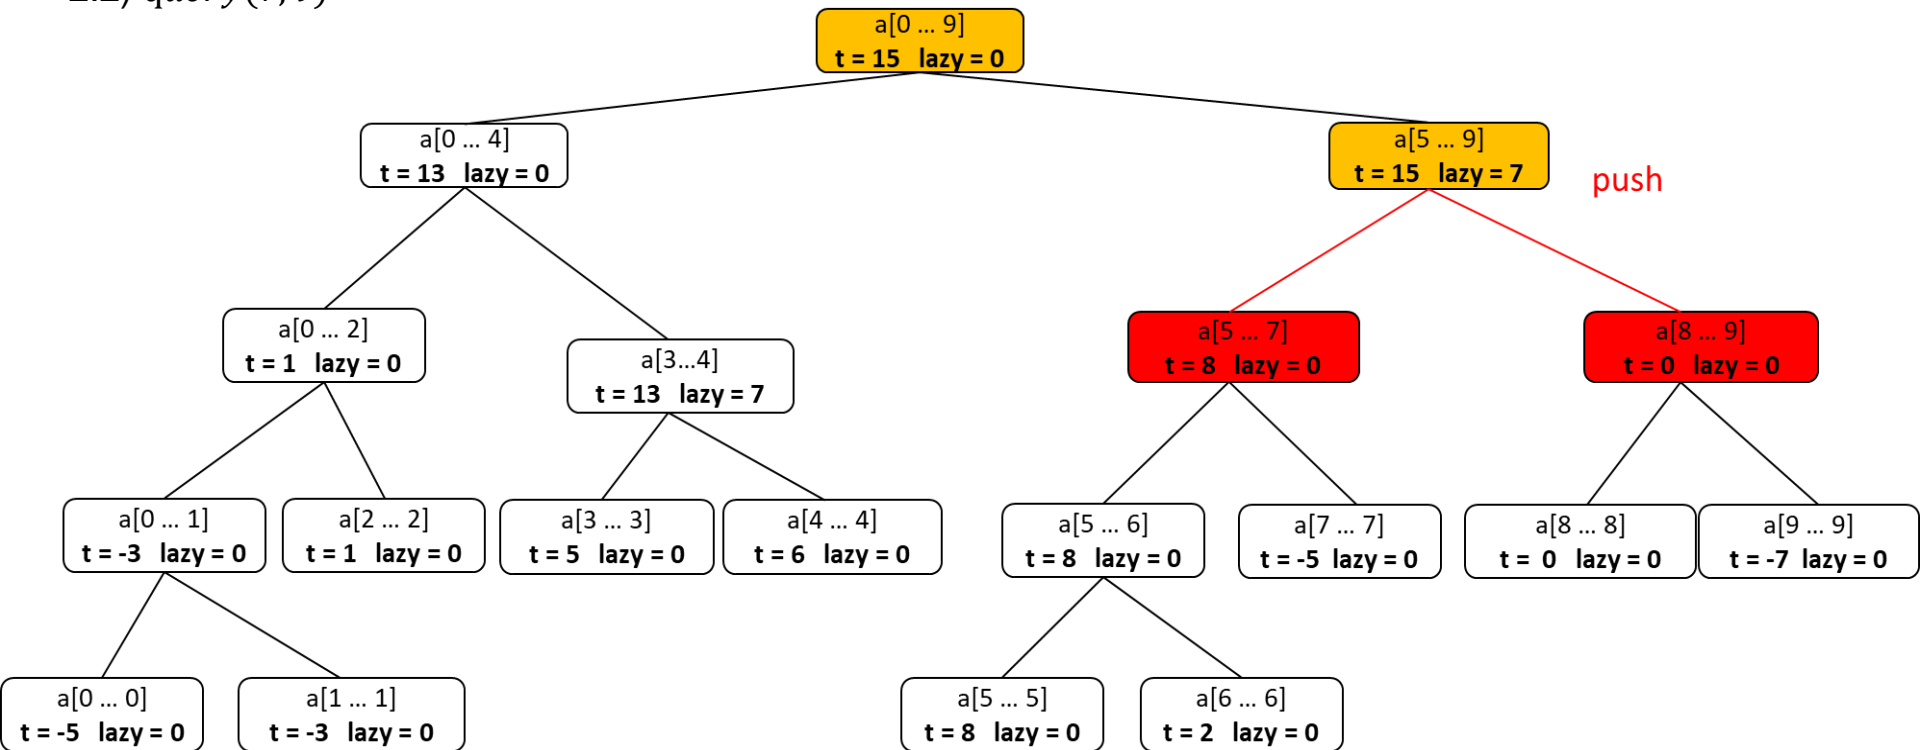 query(7, 9)
a[0 ... 9]
t = 15 lazy = 0
a[0 ... 4]
t = 13 lazy = 0
a[5 ... 9]
t = 15 lazy = 7
push
a[0 ... 2]
t = 1 lazy = 0
a[3...4]
t = 13 lazy = 7
a[5 ... 7]
t = 8 lazy = 0
a[8 ... 9]
t = 0 lazy = 0
a[0 ... 1]
t = -3 lazy = 0
a[2 ... 2]
t = 1 lazy = 0
a[3 ... 3]
t = 5 lazy = 0
a[4 ... 4]
t = 6 lazy = 0
a[5 ... 6]
t = 8 lazy = 0
a[7 ... 7]
t = -5 lazy = 0
a[8 ... 8]
t = 0 lazy = 0
a[9 ... 9]
t = -7 lazy = 0
a[0 ... 0]
t = -5 lazy = 0
a[1 ... 1]
t = -3 lazy = 0
a[5 ... 5]
t = 8 lazy = 0
a[6 ... 6]
t = 2 lazy = 0